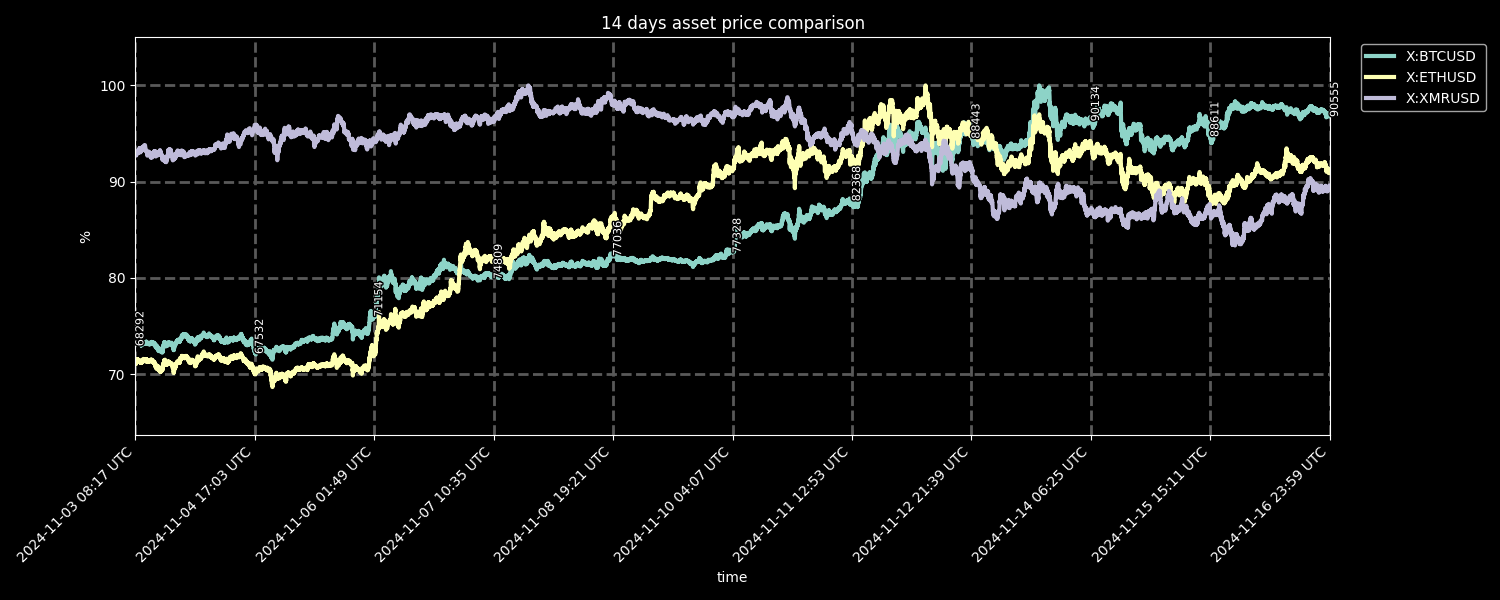 14 days asset price comparison
X:BTCUSD
X:ETHUSD
X:XMRUSD
%
100
90
80
70
68292
67532
71154
74809
77036
77328
82368
88443
90134
88611
90555
2024-11-03 08:17 UTC
2024-11-04 17:03 UTC
2024-11-06 01:49 UTC
2024-11-07 10:35 UTC
2024-11-08 19:21 UTC
2024-11-10 04:07 UTC
2024-11-11 12:53 UTC
2024-11-12 21:39 UTC
2024-11-14 06:25 UTC
2024-11-15 15:11 UTC
2024-11-16 23:59 UTC
time